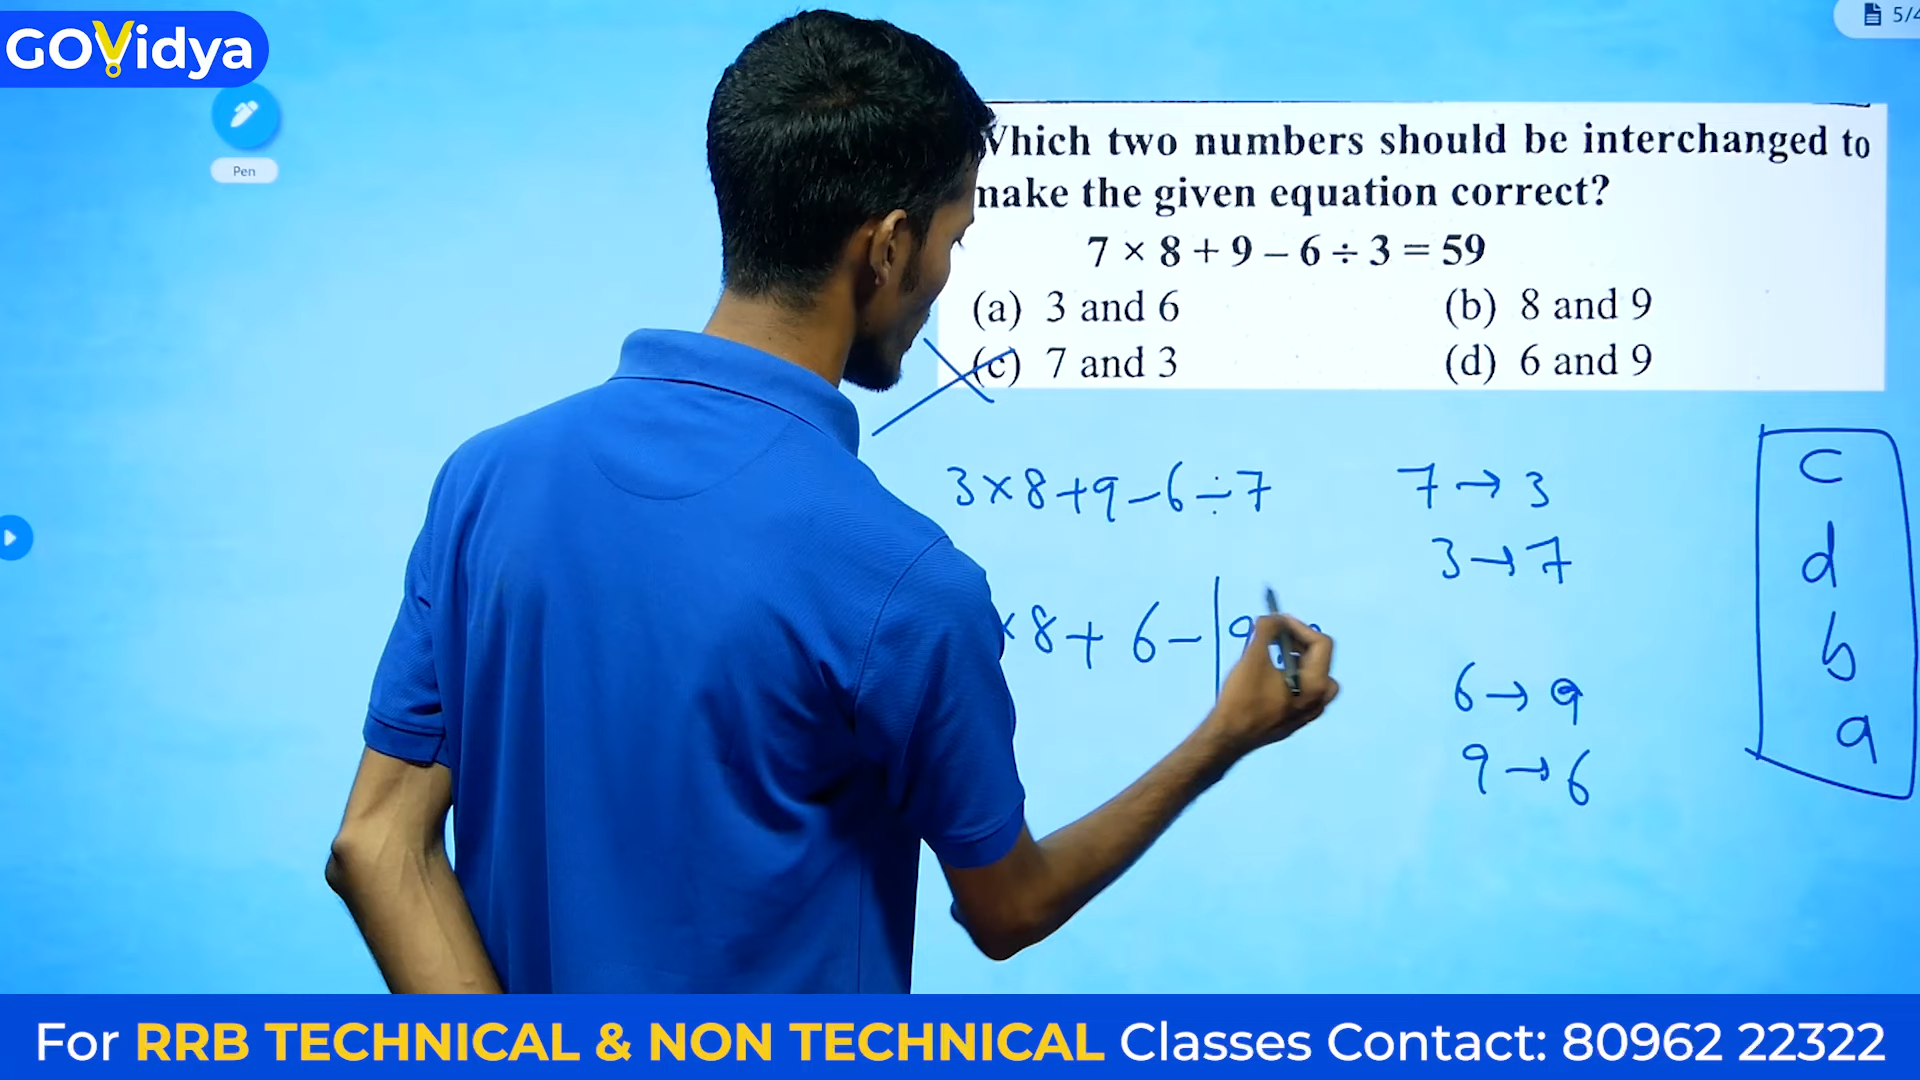 GOVidya
5/4
Pen
Which two numbers should be interchanged to
make the given equation correct?
7 × 8 + 9 – 6 ÷ 3 = 59
(a) 3 and 6 (b) 8 and 9
(c) 7 and 3 (d) 6 and 9
3×8+9-6÷7 7→3
3→7
×8+6-9
6→9
9→6
c
d
b
a
For RRB TECHNICAL & NON TECHNICAL Classes Contact: 80962 22322